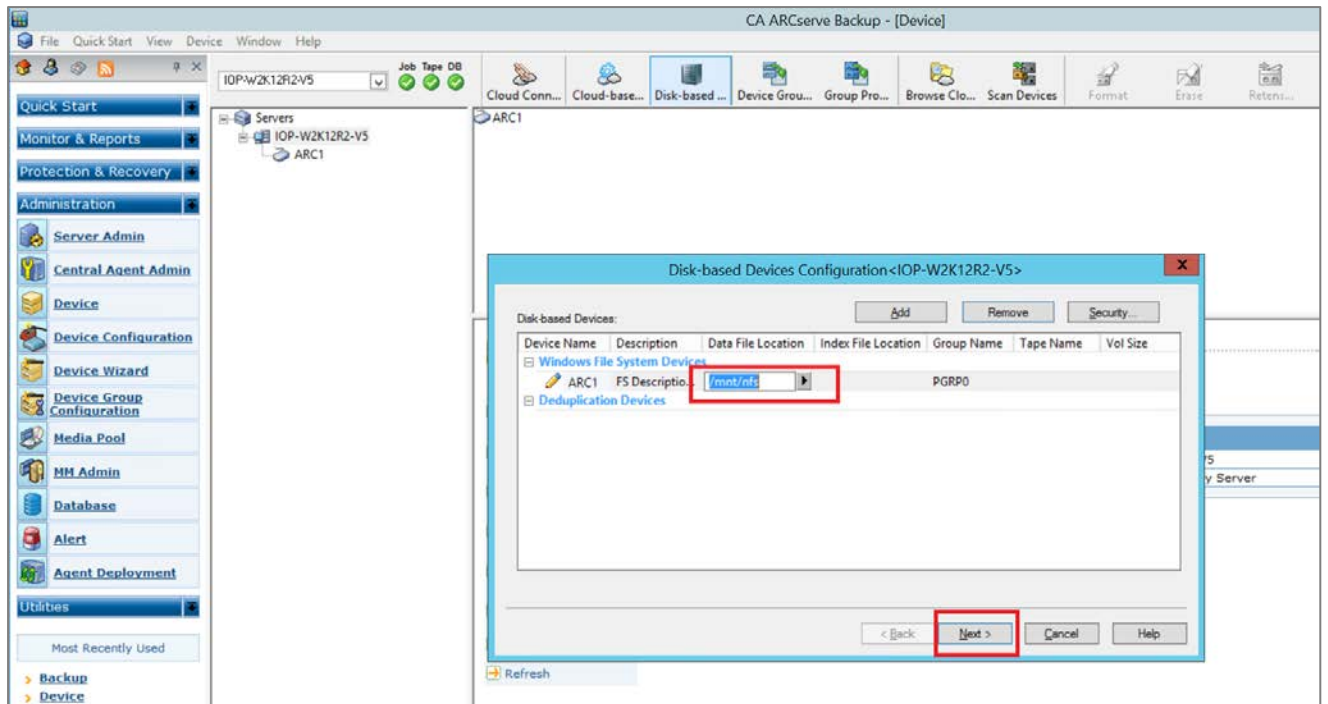 CA ARCserve Backup - [Device]
File Quick Start View Device Window Help
IOP-W2K12R2-V5
Job Tape DB
Cloud Conn... Cloud-base... Disk-based ... Device Grou... Group Pro... Browse Clo... Scan Devices Format Erase Retens...
Quick Start
Monitor & Reports
Protection & Recovery
Administration
Server Admin
Central Agent Admin
Device
Device Configuration
Device Wizard
Device Group
Configuration
Media Pool
MM Admin
Database
Alert
Agent Deployment
Utilities
Most Recently Used
Backup
Device
Servers
IOP-W2K12R2-V5
ARC1
ARC1
Disk-based Devices Configuration<IOP-W2K12R2-V5>
X
Disk-based Devices:
Add Remove Security...
Device Name Description Data File Location Index File Location Group Name Tape Name Vol Size
Windows File System Devices
ARC1 FS Descriptio... /mnt/nfs PGRP0
Deduplication Devices
< Back Next > Cancel Help
Refresh
y Server